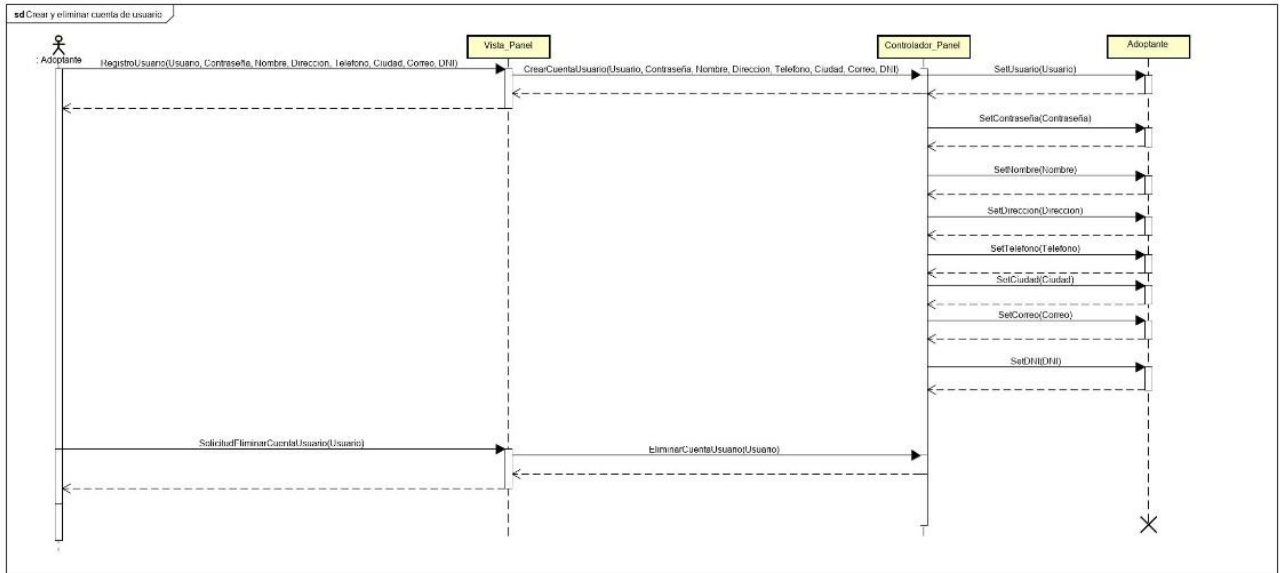 sd Crear y eliminar cuenta de usuario
: Adoptante
Vista_Panel
Controlador_Panel
Adoptante
RegistroUsuario(Usuario, Contraseña, Nombre, Direccion, Telefono, Ciudad, Correo, DNI)
CrearCuentaUsuario(Usuario, Contraseña, Nombre, Direccion, Telefono, Ciudad, Correo, DNI)
SetUsuario(Usuario)
SetContraseña(Contraseña)
SetNombre(Nombre)
SetDireccion(Direccion)
SetTelefono(Telefono)
SetCiudad(Ciudad)
SetCorreo(Correo)
SetDNI(DNI)
SolicitudEliminarCuentaUsuario(Usuario)
EliminarCuentaUsuario(Usuario)